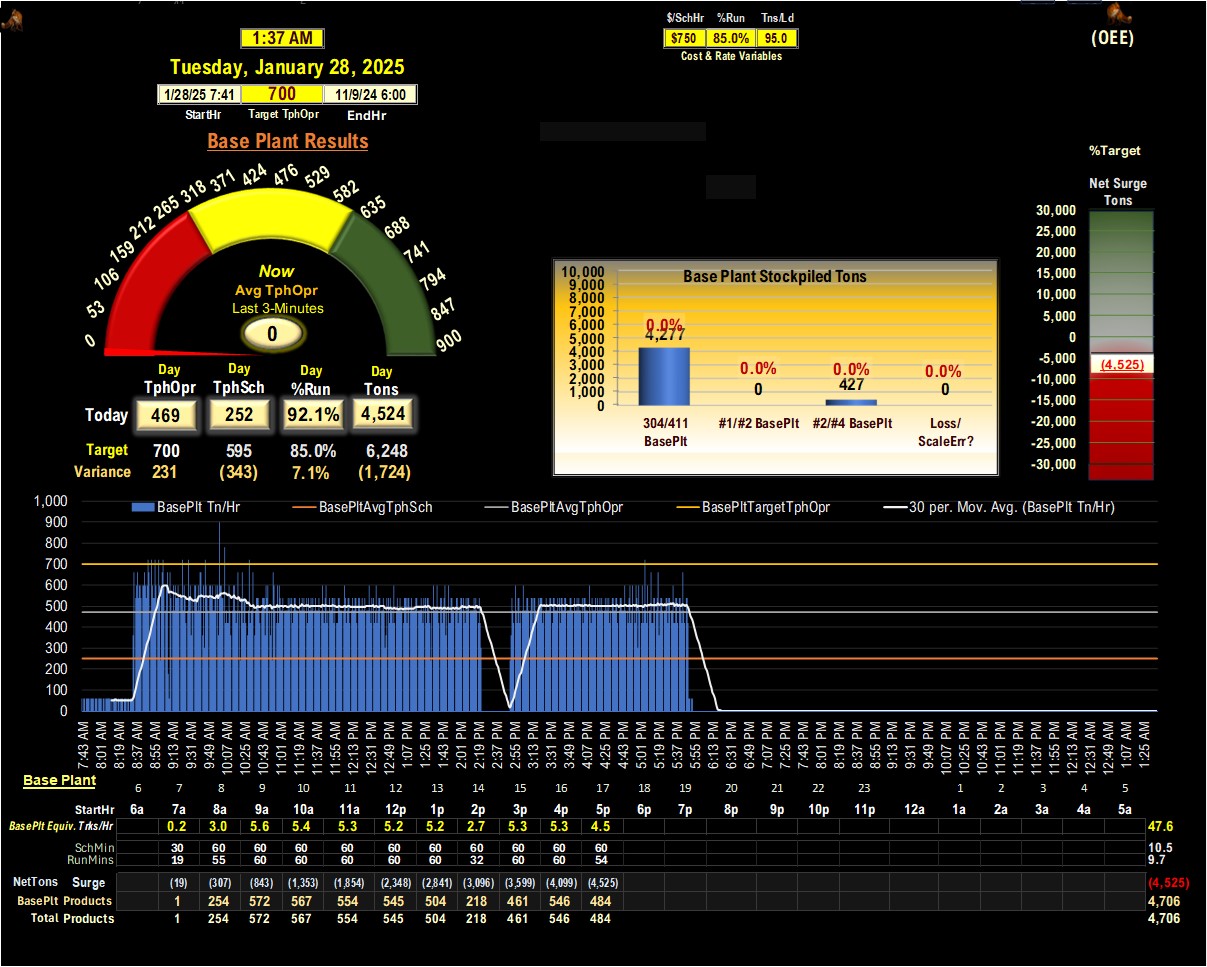 $/SchHr %Run Tns/Ld
1:37 AM
$750 85.0% 95.0
(OEE)
Cost & Rate Variables
Tuesday, January 28, 2025
1/28/25 7:41 700 11/9/24 6:00
StartHr Target TphOpr EndHr
Base Plant Results
%Target
Net Surge
Tons
0 53 106 159 212 265 318 371 424 476 529 582 635 688 741 794 847 900
Now
Avg TphOpr
Last 3-Minutes
0
Day Day Day Day
TphOpr TphSch %Run Tons
Today 469 252 92.1% 4,524
Target 700 595 85.0% 6,248
Variance 231 (343) 7.1% (1,724)
Base Plant Stockpiled Tons
10,000
9,000
8,000
7,000
6,000
5,000
4,000
3,000
2,000
1,000
0
0.0% 0.0% 0.0% 0.0%
4,277 0 427 0
304/411 #1/#2 BasePlt #2/#4 BasePlt Loss/
BasePlt ScaleErr?
30,000
25,000
20,000
15,000
10,000
5,000
0
-5,000
(4,525)
-10,000
-15,000
-20,000
-25,000
-30,000
BasePlt Tn/Hr BasePltAvgTphSch BasePltAvgTphOpr BasePltTargetTphOpr 30 per. Mov. Avg. (BasePlt Tn/Hr)
1,000
900
800
700
600
500
400
300
200
100
0
7:43 AM 8:01 AM 8:19 AM 8:37 AM 8:55 AM 9:13 AM 9:31 AM 9:49 AM 10:07 AM 10:25 AM 10:43 AM 11:01 AM 11:19 AM 11:37 AM 11:55 AM 12:13 PM 12:31 PM 12:49 PM 1:07 PM 1:25 PM 1:43 PM 2:01 PM 2:19 PM 2:37 PM 2:55 PM 3:13 PM 3:31 PM 3:49 PM 4:07 PM 4:25 PM 4:43 PM 5:01 PM 5:19 PM 5:37 PM 5:55 PM 6:13 PM 6:31 PM 6:49 PM 7:07 PM 7:25 PM 7:43 PM 8:01 PM 8:19 PM 8:37 PM 8:55 PM 9:13 PM 9:31 PM 9:49 PM 10:07 PM 10:25 PM 10:43 PM 11:01 PM 11:19 PM 11:37 PM 11:55 PM 12:13 AM 12:31 AM 12:49 AM 1:07 AM 1:25 AM
Base Plant
6 7 8 9 10 11 12 13 14 15 16 17 18 19 20 21 22 23 1 2 3 4 5
StartHr 6a 7a 8a 9a 10a 11a 12p 1p 2p 3p 4p 5p 6p 7p 8p 9p 10p 11p 12a 1a 2a 3a 4a 5a
BasePlt Equiv. Trks/Hr 0.2 3.0 5.6 5.4 5.3 5.2 5.2 2.7 5.3 5.3 4.5 47.6
SchMin 30 60 60 60 60 60 60 60 60 60 60 10.5
RunMins 19 55 60 60 60 60 60 32 60 60 54 9.7
NetTons Surge (19) (307) (843) (1,353) (1,854) (2,348) (2,841) (3,096) (3,599) (4,099) (4,525) (4,525)
BasePlt Products 1 254 572 567 554 545 504 218 461 546 484 4,706
Total Products 1 254 572 567 554 545 504 218 461 546 484 4,706